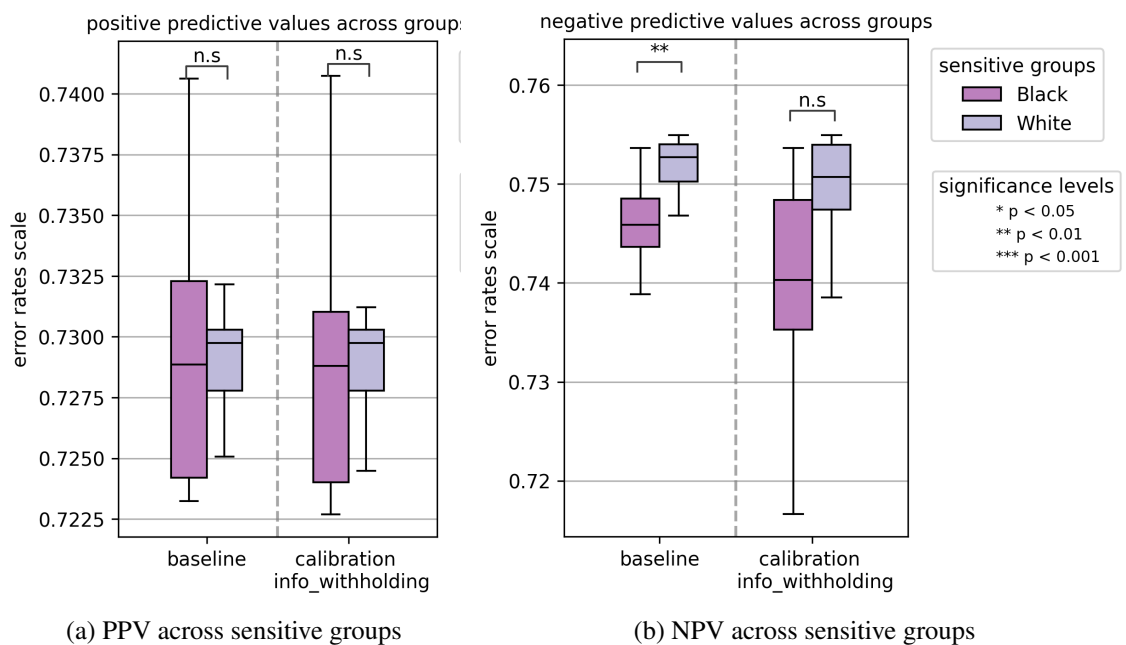 positive predictive values across groups
n.s
n.s
0.7400
0.7375
0.7350
0.7325
0.7300
0.7275
0.7250
0.7225
error rates scale
baseline
calibration
info_withholding
(a) PPV across sensitive groups
negative predictive values across groups
**
n.s
0.76
0.75
0.74
0.73
0.72
error rates scale
baseline
calibration
info_withholding
sensitive groups
Black
White
significance levels
* p < 0.05
** p < 0.01
*** p < 0.001
(b) NPV across sensitive groups